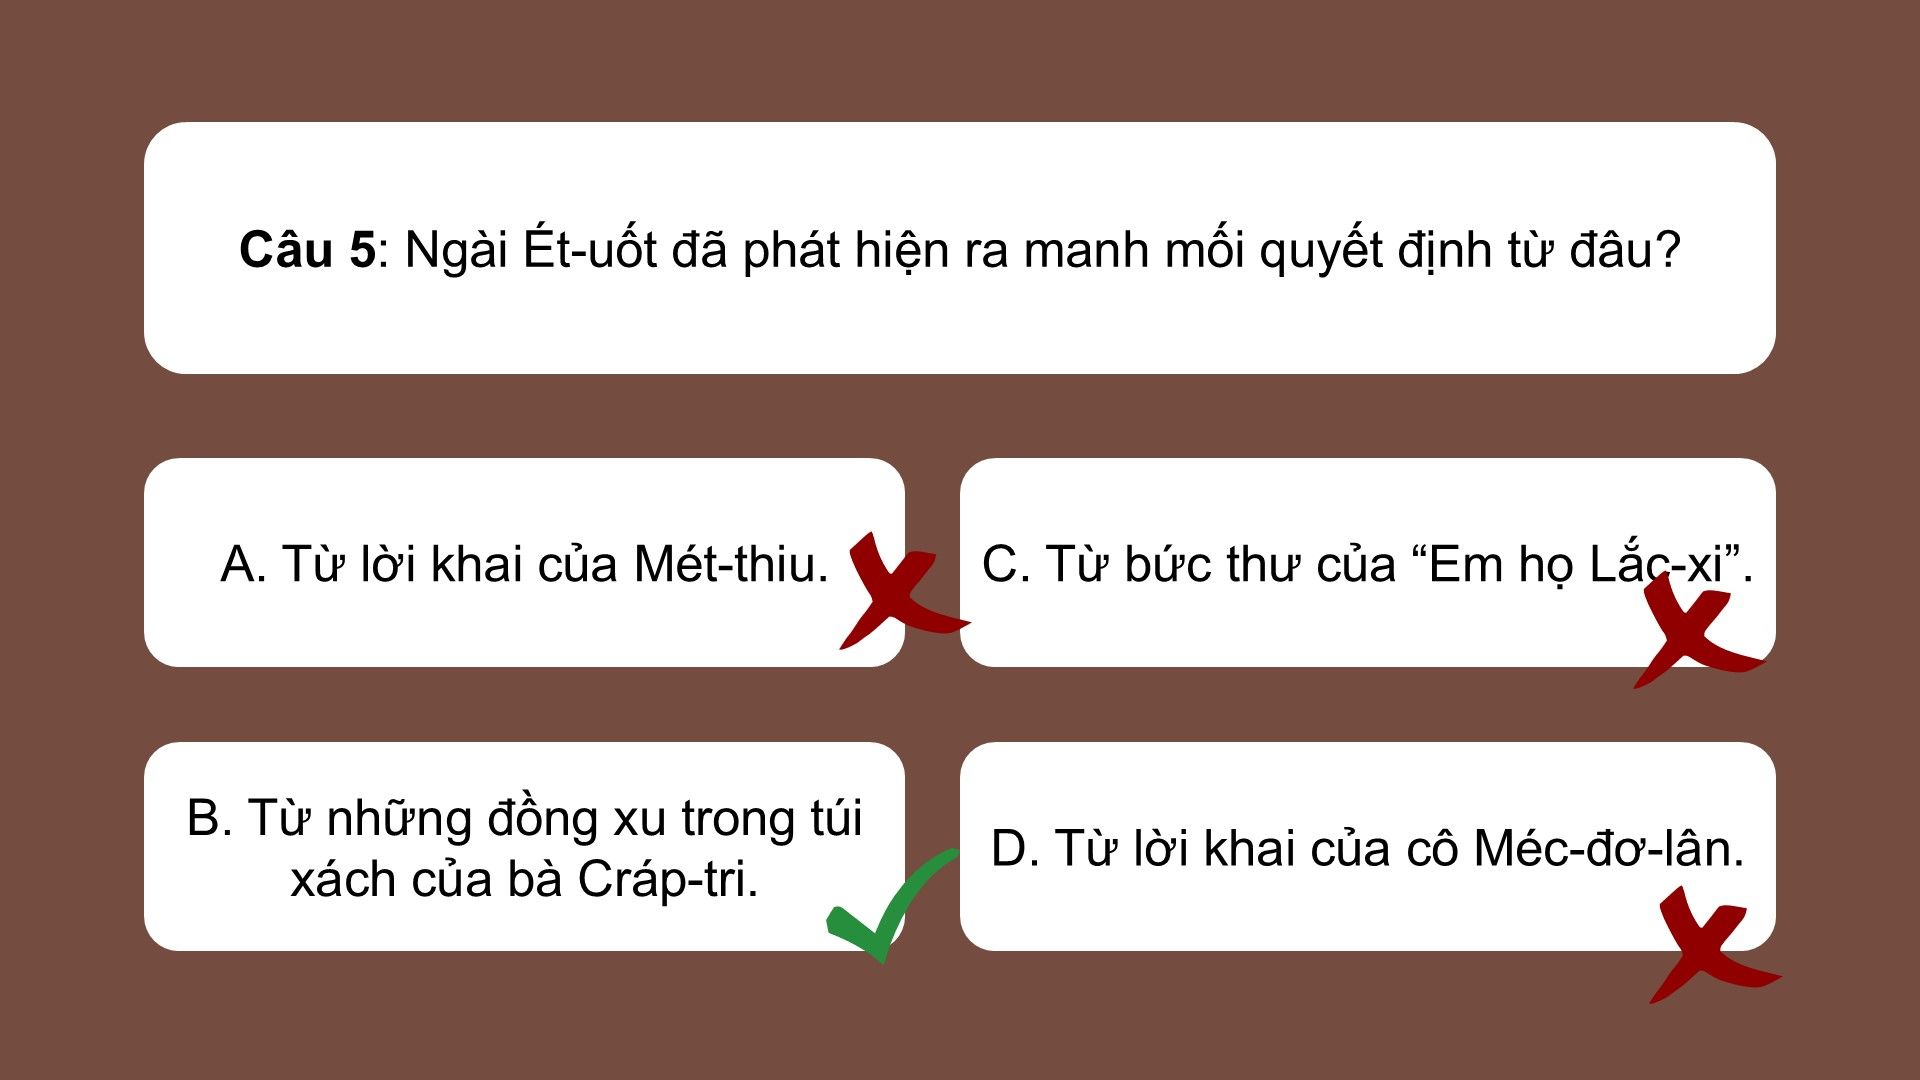 Câu 5: Ngài Ét-uốt đã phát hiện ra manh mối quyết định từ đâu?
A. Từ lời khai của Mét-thiu.
C. Từ bức thư của “Em họ Lắc-xi”.
B. Từ những đồng xu trong túi
xách của bà Cráp-tri.
D. Từ lời khai của cô Méc-đơ-lân.